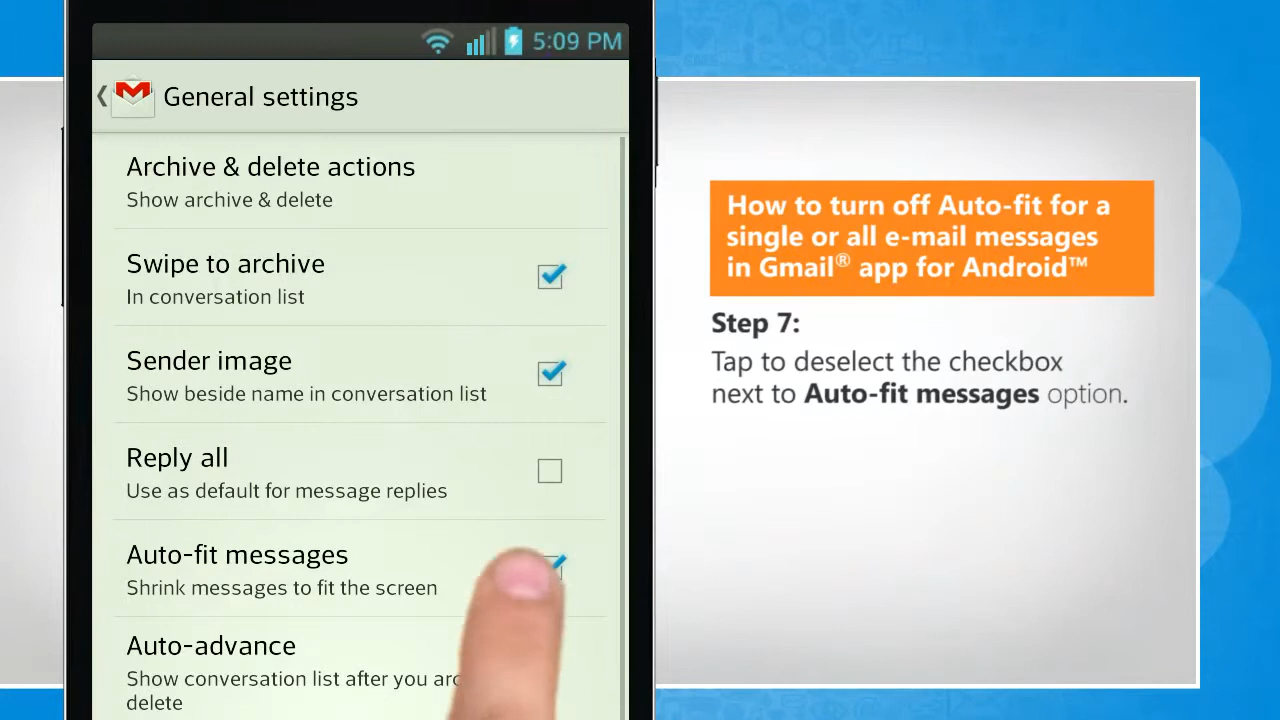 5:09 PM
General settings
Archive & delete actions
Show archive & delete
Swipe to archive
In conversation list
Sender image
Show beside name in conversation list
Reply all
Use as default for message replies
Auto-fit messages
Shrink messages to fit the screen
Auto-advance
Show conversation list after you
delete
How to turn off Auto-fit for a
single or all e-mail messages
in Gmail® app for Android™
Step 7:
Tap to deselect the checkbox
next to Auto-fit messages option.